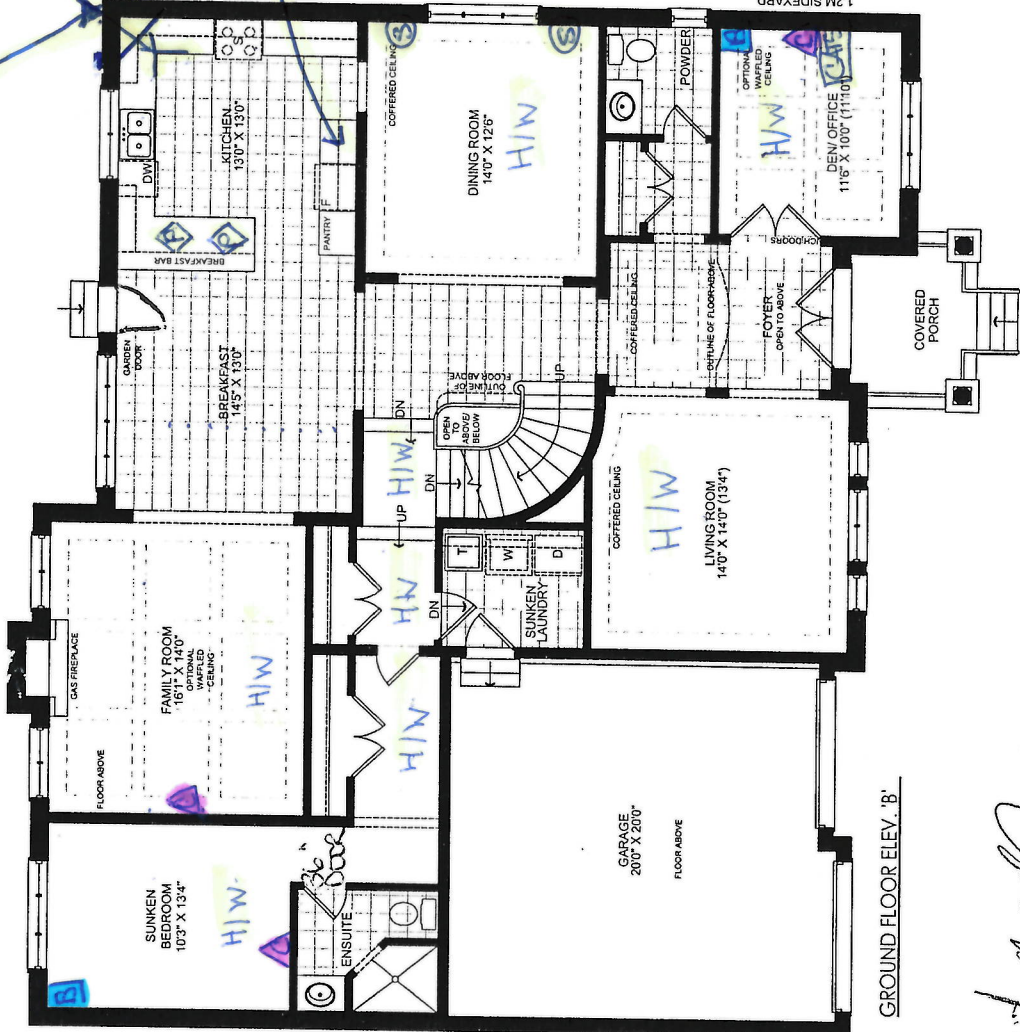 1.2M SIDEYARD
S
KITCHEN
13'0" X 13'0"
DW
PANTRY
F
P
P
BREAKFAST BAR
COFFERED CEILING
S
S
DINING ROOM
14'0" X 12'6"
H/W
POWDER
B
C
OPTIONAL
WAFFLED
CEILING
H/W
DEN/OFFICE
11'6" X 10'0" (11'10")
GARDEN
DOOR
BREAKFAST
14'5" X 13'0"
OUTLINE OF
FLOOR ABOVE
OPEN
TO
ABOVE/
BELOW
DN
DN
UP
H/W
UP
COFFERED CEILING
OUTLINE OF FLOOR ABOVE
FOYER
OPEN TO ABOVE
COVERED
PORCH
GAS FIREPLACE
FAMILY ROOM
16'1" X 14'0"
OPTIONAL
WAFFLED
CEILING
H/W
FLOOR ABOVE
C
H/W
DN
T
W
D
SUNKEN
LAUNDRY
COFFERED CEILING
H/W
LIVING ROOM
14'0" X 14'0" (13'4")
H/W
SUNKEN
BEDROOM
10'3" X 13'4"
H/W
B
C
36"
DOOR
ENSUITE
GARAGE
20'0" X 20'0"
FLOOR ABOVE
GROUND FLOOR ELEV. 'B'